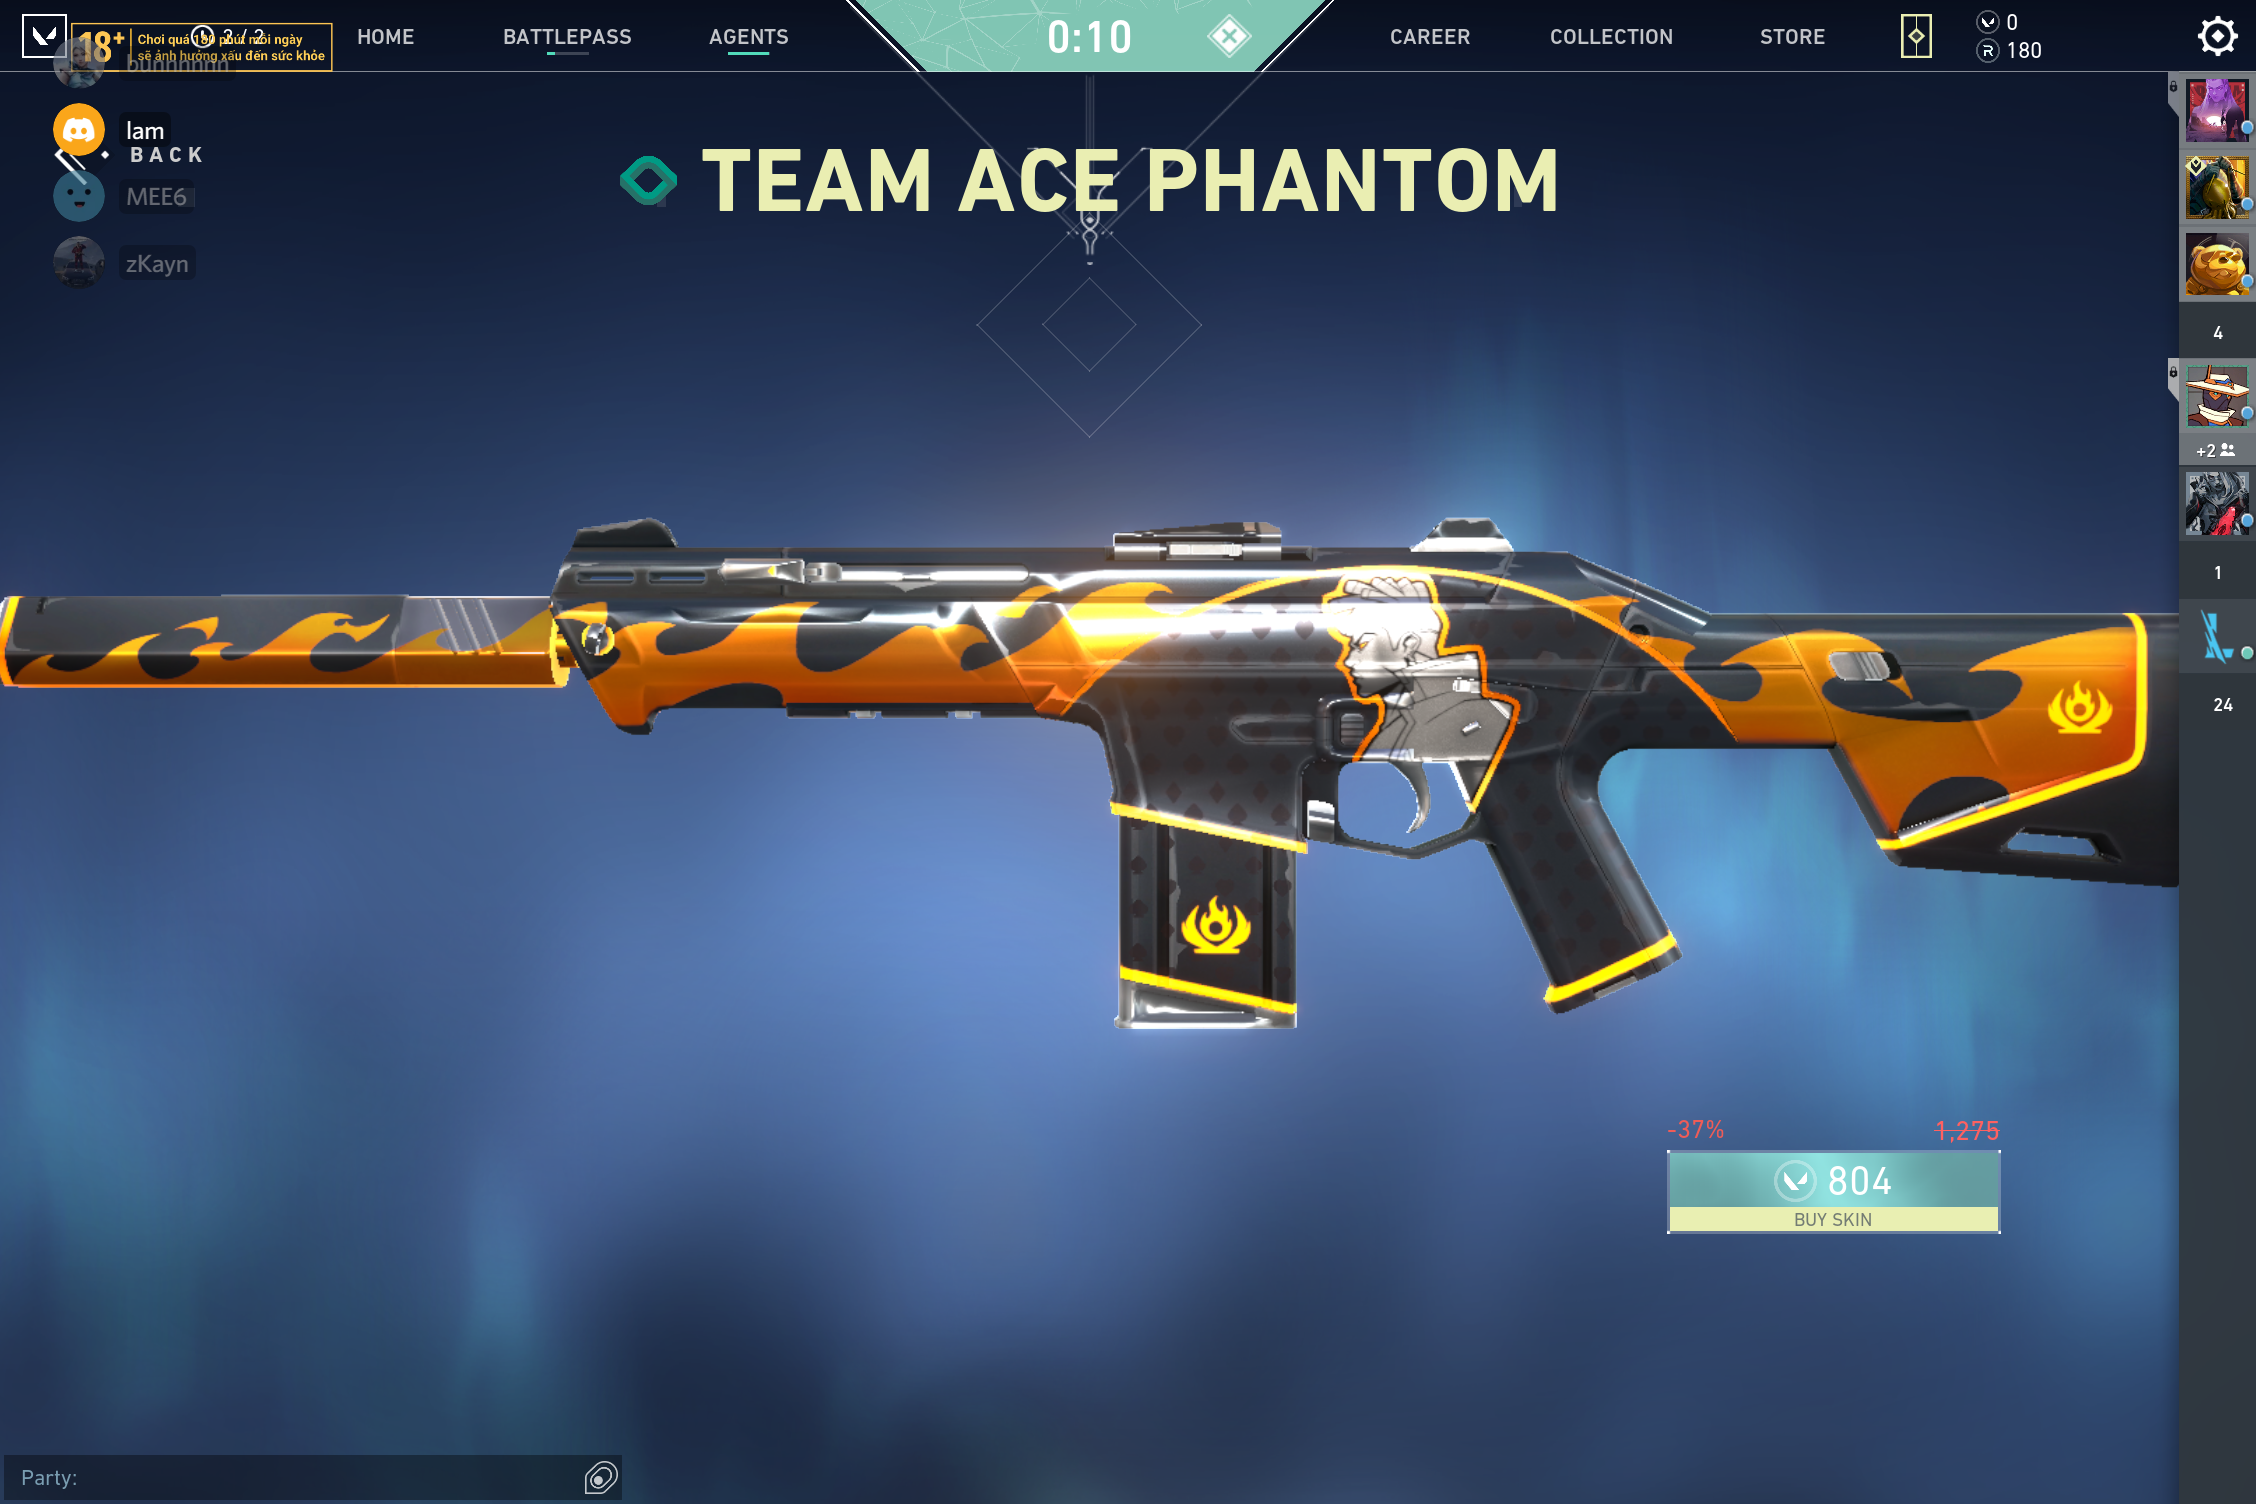 18+
Chơi quá 180 phút mỗi ngày
sẽ ảnh hưởng xấu đến sức khỏe
HOME
BATTLEPASS
AGENTS
0:10
CAREER
COLLECTION
STORE
0
R 180
lam
BACK
MEE6
zKayn
TEAM ACE PHANTOM
4
+2
1
24
-37%
1,275
804
BUY SKIN
Party: